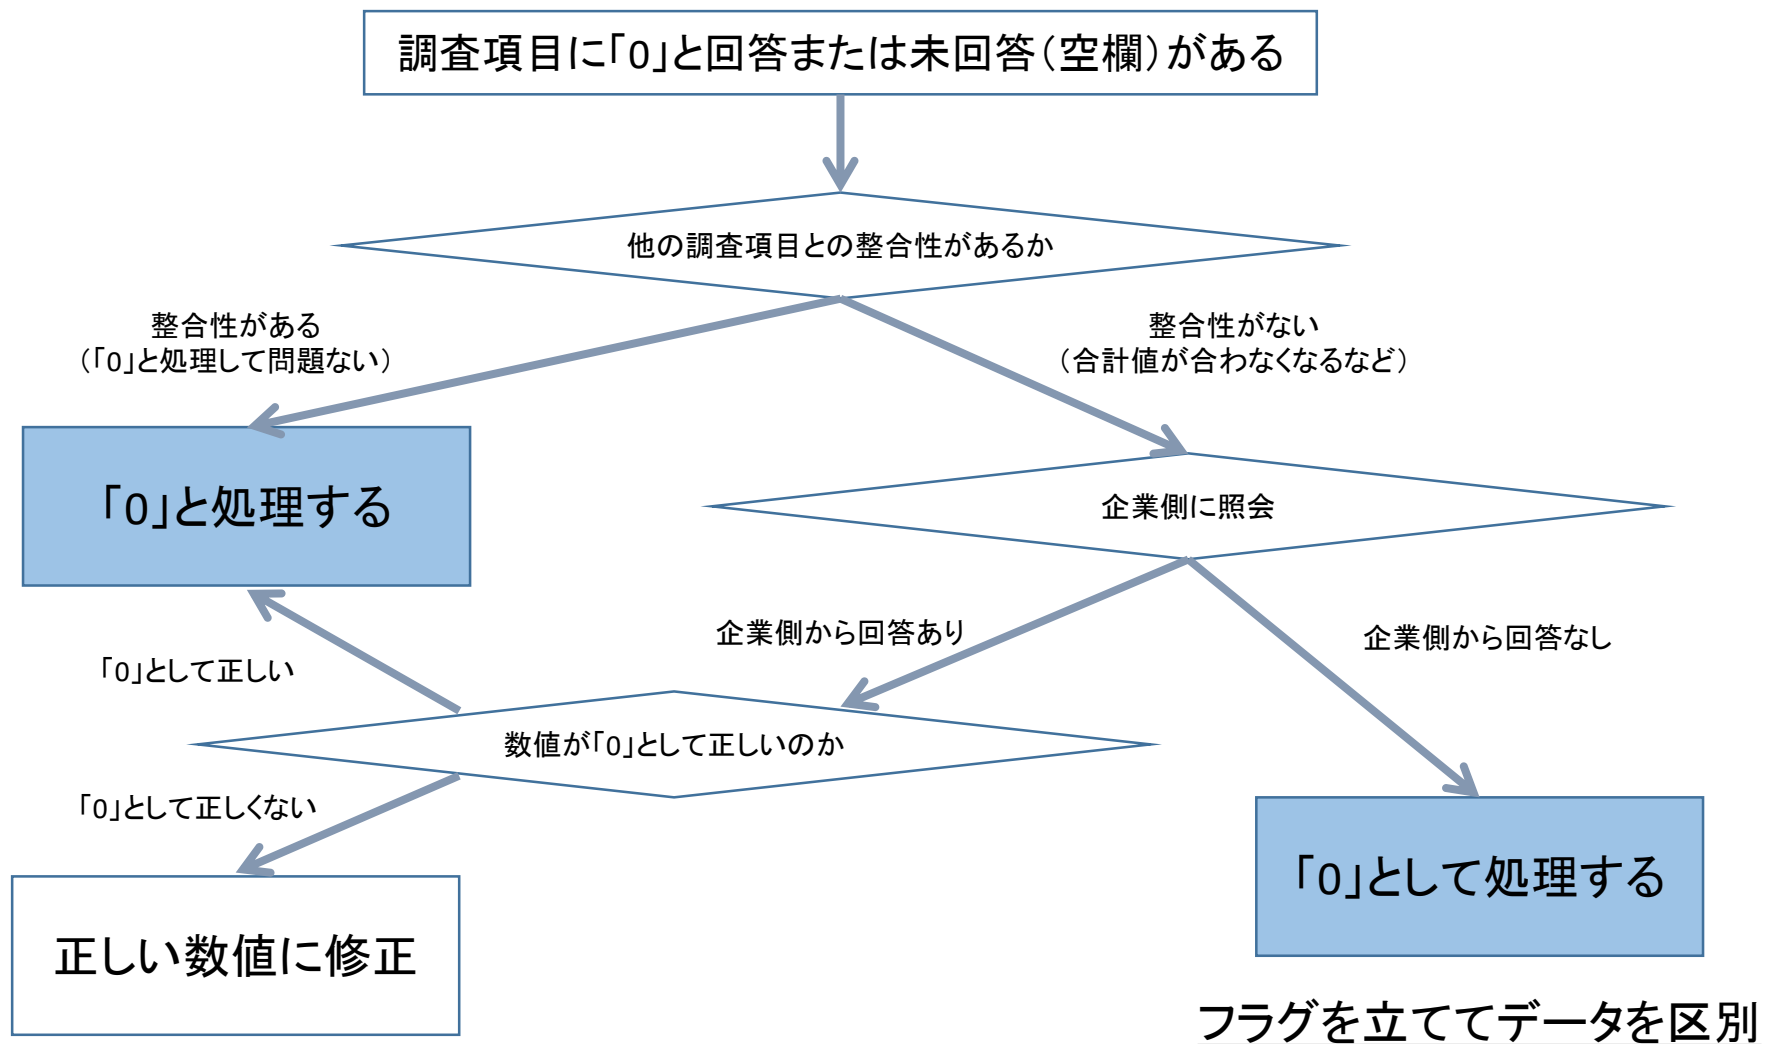 調査項目に「0」と回答または未回答（空欄）がある
他の調査項目との整合性があるか
整合性がある
（「0」と処理して問題ない）
整合性がない
（合計値が合わなくなるなど）
「0」と処理する
企業側に照会
企業側から回答あり
企業側から回答なし
「0」として正しい
数値が「0」として正しいのか
「0」として正しくない
「0」として処理する
正しい数値に修正
フラグを立ててデータを区別